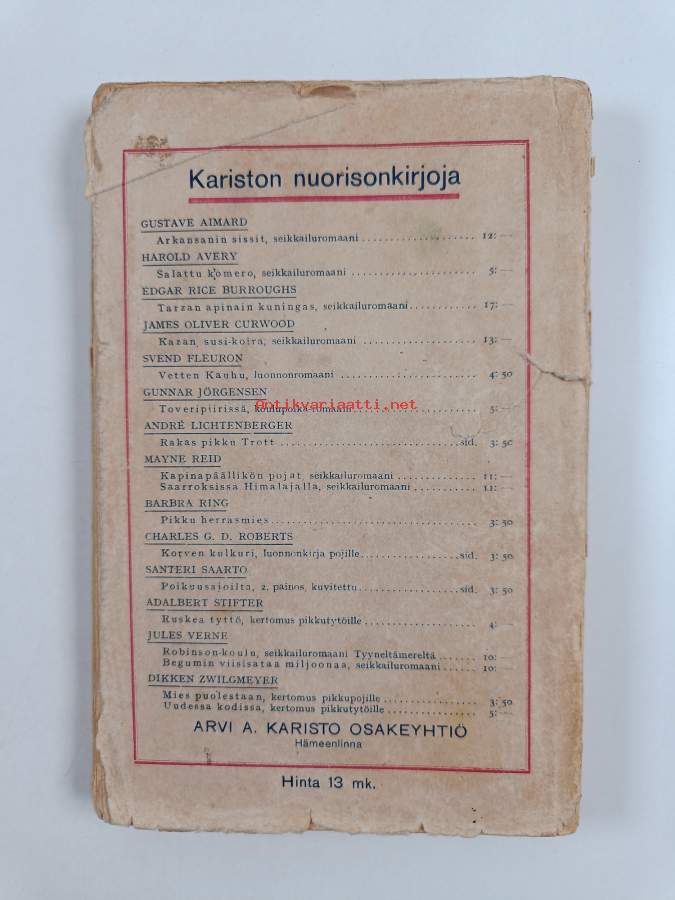 Kariston nuorisonkirjoja
GUSTAVE AIMARD
Arkansanin sissit, seikkailuromaani .................... 12: —
HAROLD AVERY
Salattu komero, seikkailuromaani ...................... 5: —
EDGAR RICE BURROUGHS
Tarzan apinain kuningas, seikkailuromaani............ 17: —
JAMES OLIVER CURWOOD
Kazan, susi-koira, seikkailuromaani .................... 13: —
SVEND FLEURON
Vetten Kauhu, luonnonromaani ........................ 4: 50
GUNNAR JÖRGENSEN
Toveripiirissä, koulupoikaromaani...................... 5: —
Antikvariaatti.net
ANDRÉ LICHTENBERGER
Rakas pikku Trott ................................sid. 3: 50
MAYNE REID
Kapinapäällikön pojat, seikkailuromaani .............. 11: —
Saarroksissa Himalajalla, seikkailuromaani ........... 11: —
BARBRA RING
Pikku herrasmies...................................... 3: 50
CHARLES G. D. ROBERTS
Korven kulkuri, luonnonkirja pojille..................sid. 3: 50
SANTERI SAARTO
Poikuusajoilta, 2. painos, kuvitettu...................sid. 3: 50
ADALBERT STIFTER
Ruskea tyttö, kertomus pikkutytöille .................... 4: —
JULES VERNE
Robinson-koulu, seikkailuromaani Tyyneltämereltä ...... 10: —
Begumin viisisataa miljoonaa, seikkailuromaani ....... 10: —
DIKKEN ZWILGMEYER
Mies puolestaan, kertomus pikkupojille ................. 3: 50
Uudessa kodissa, kertomus pikkutytöille ................ 5: —
ARVI A. KARISTO OSAKEYHTIÖ
Hämeenlinna
Hinta 13 mk.